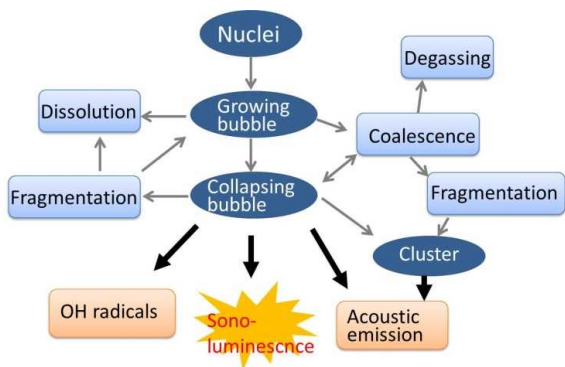 Nuclei
Degassing
Dissolution
Growing
bubble
Coalescence
Fragmentation
Collapsing
bubble
Fragmentation
Cluster
OH radicals
Sono-
luminescnce
Acoustic
emission